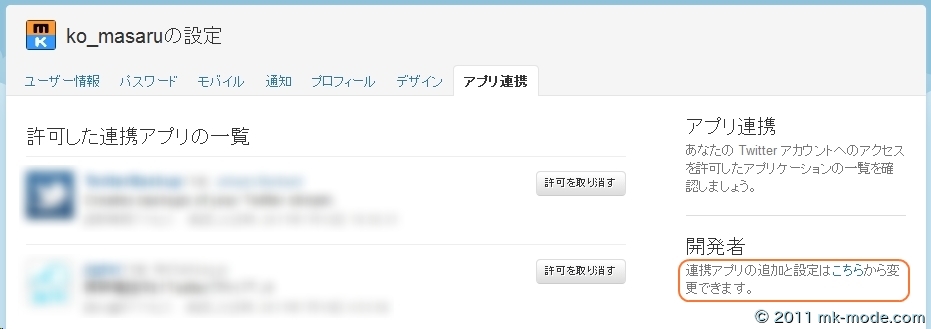 mK
ko_masaruの設定
ユーザー情報 パスワード モバイル 通知 プロフィール デザイン アプリ連携
許可した連携アプリの一覧
許可を取り消す
許可を取り消す
アプリ連携
あなたの Twitter アカウントへのアクセス
を許可したアプリケーションの一覧を確
認しましょう。
開発者
連携アプリの追加と設定はこちらから変
更できます。
© 2011 mk-mode.com